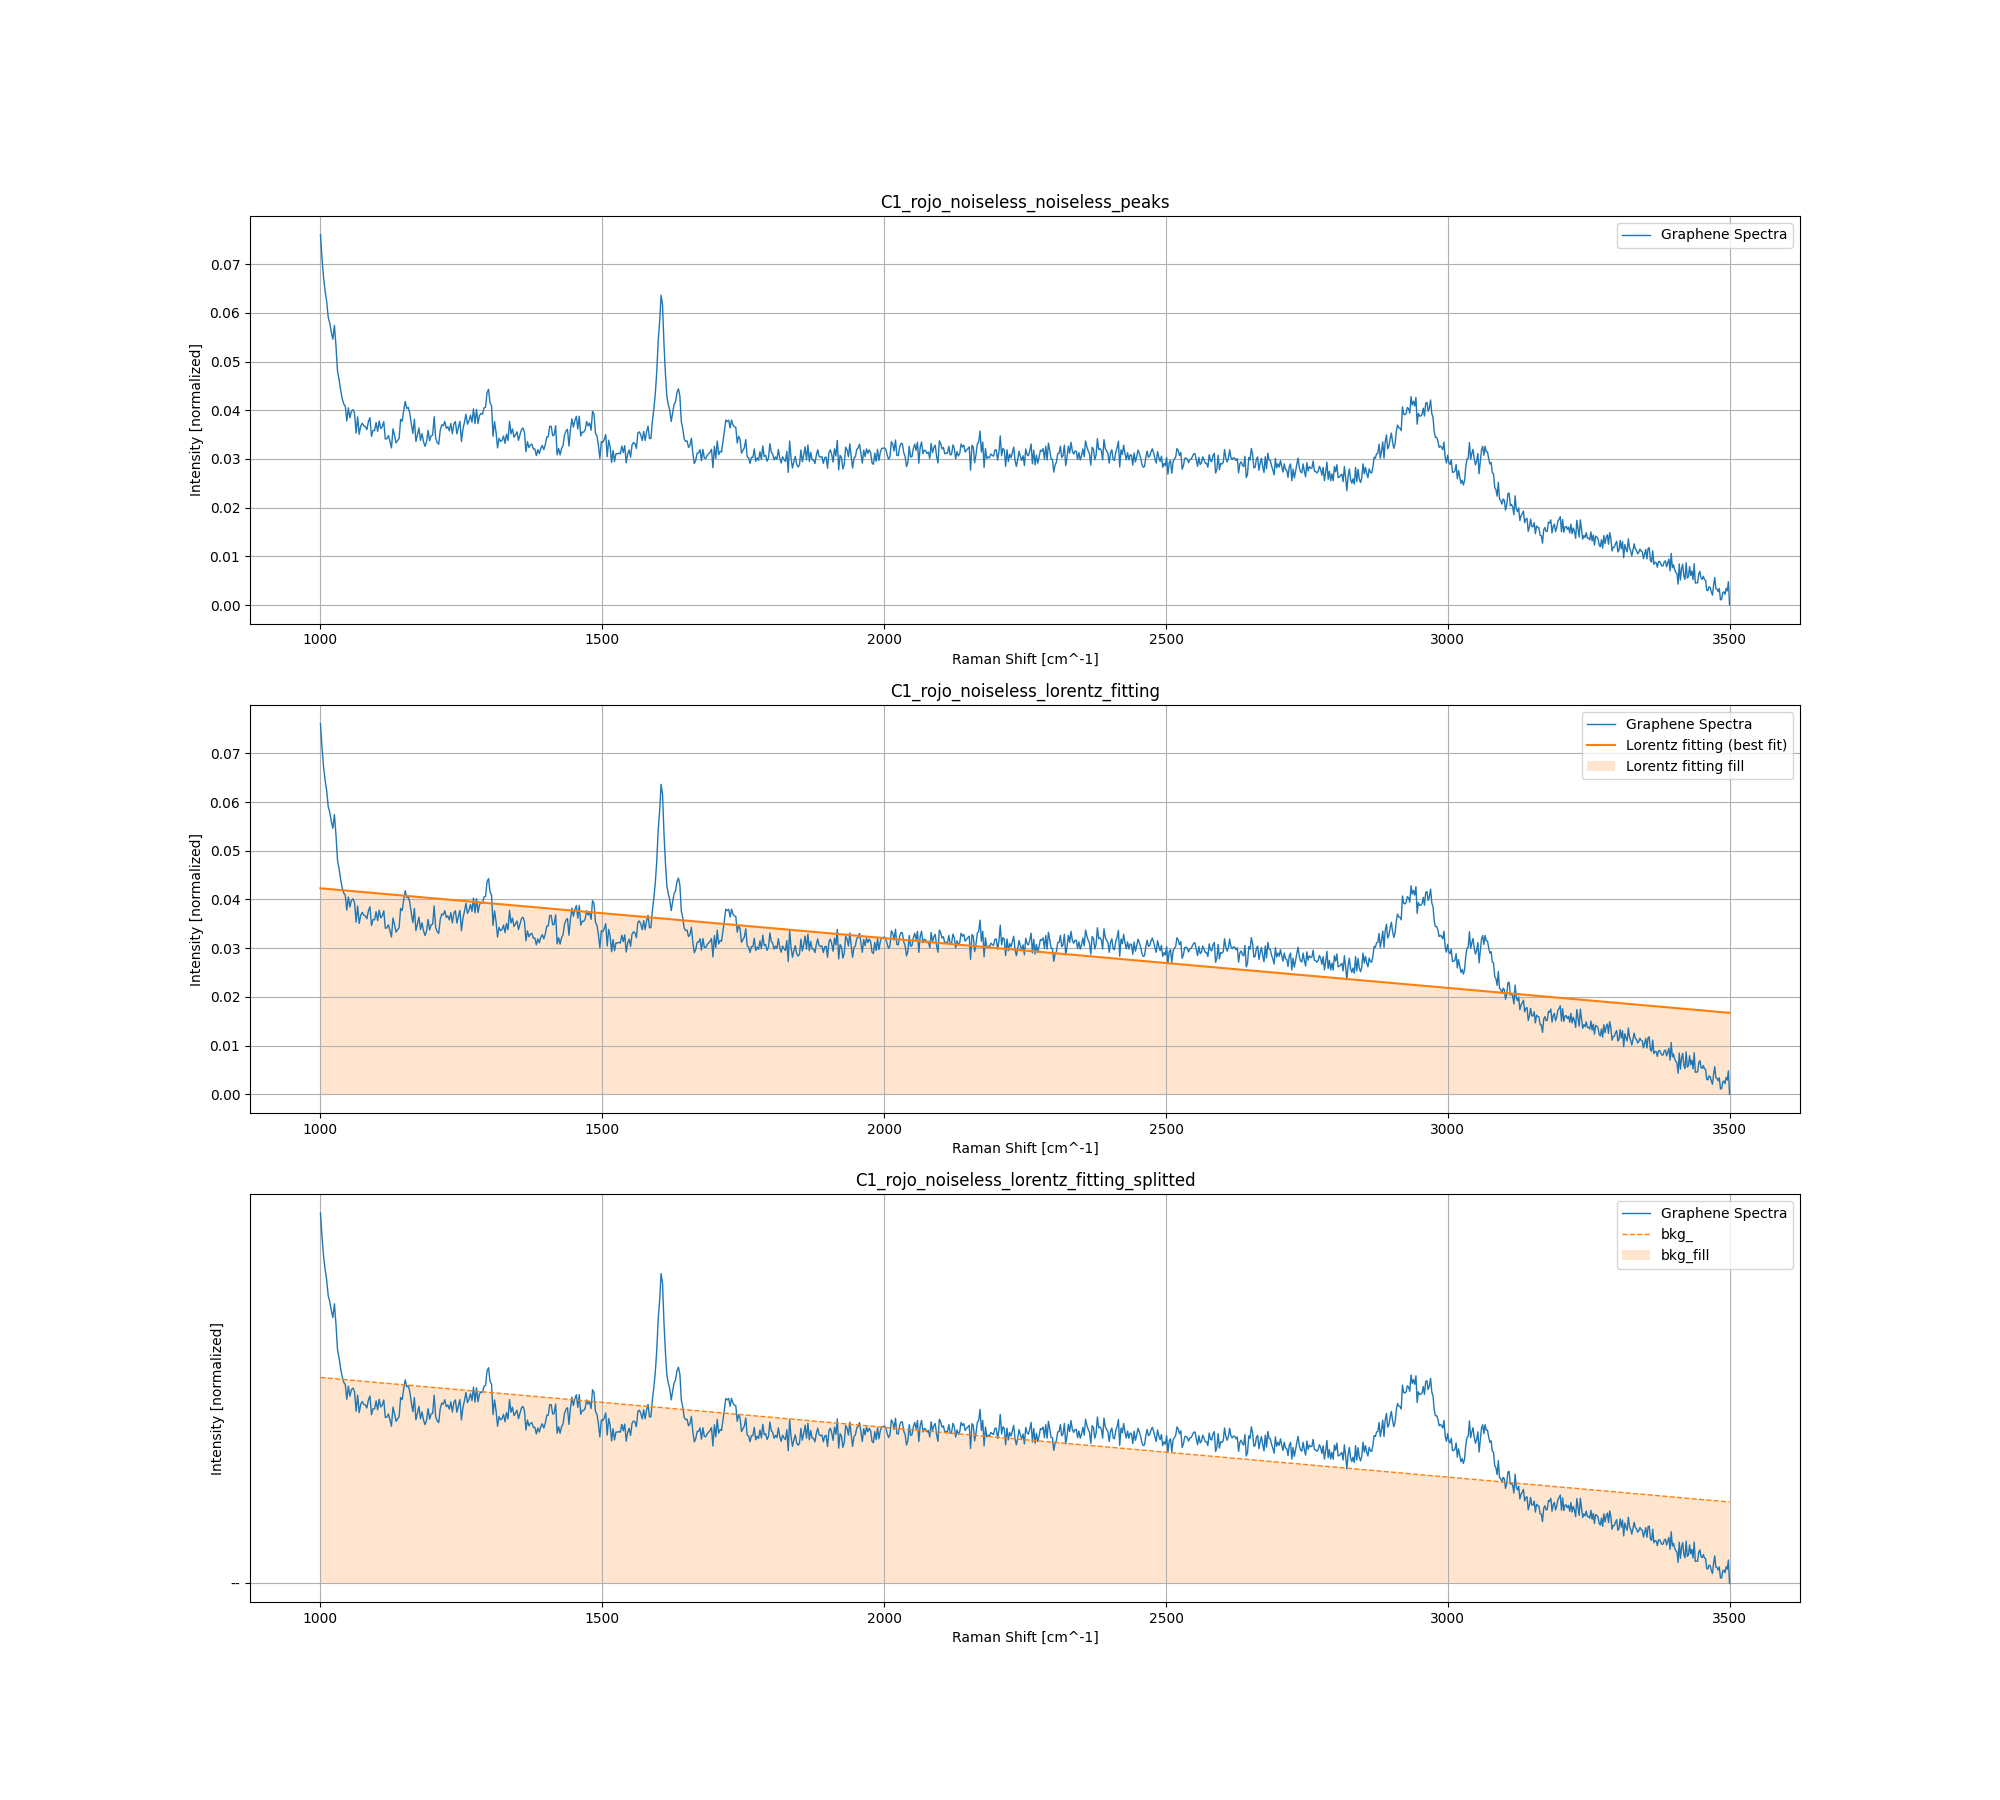 C1_rojo_noiseless_noiseless_peaks
Graphene Spectra
Intensity [normalized]
0.07
0.06
0.05
0.04
0.03
0.02
0.01
0.00
1000 1500 2000 2500 3000 3500
Raman Shift [cm^-1]
C1_rojo_noiseless_lorentz_fitting
Graphene Spectra
Lorentz fitting (best fit)
Lorentz fitting fill
Intensity [normalized]
0.07
0.06
0.05
0.04
0.03
0.02
0.01
0.00
1000 1500 2000 2500 3000 3500
Raman Shift [cm^-1]
C1_rojo_noiseless_lorentz_fitting_splitted
Graphene Spectra
bkg_
bkg_fill
Intensity [normalized]
--
1000 1500 2000 2500 3000 3500
Raman Shift [cm^-1]